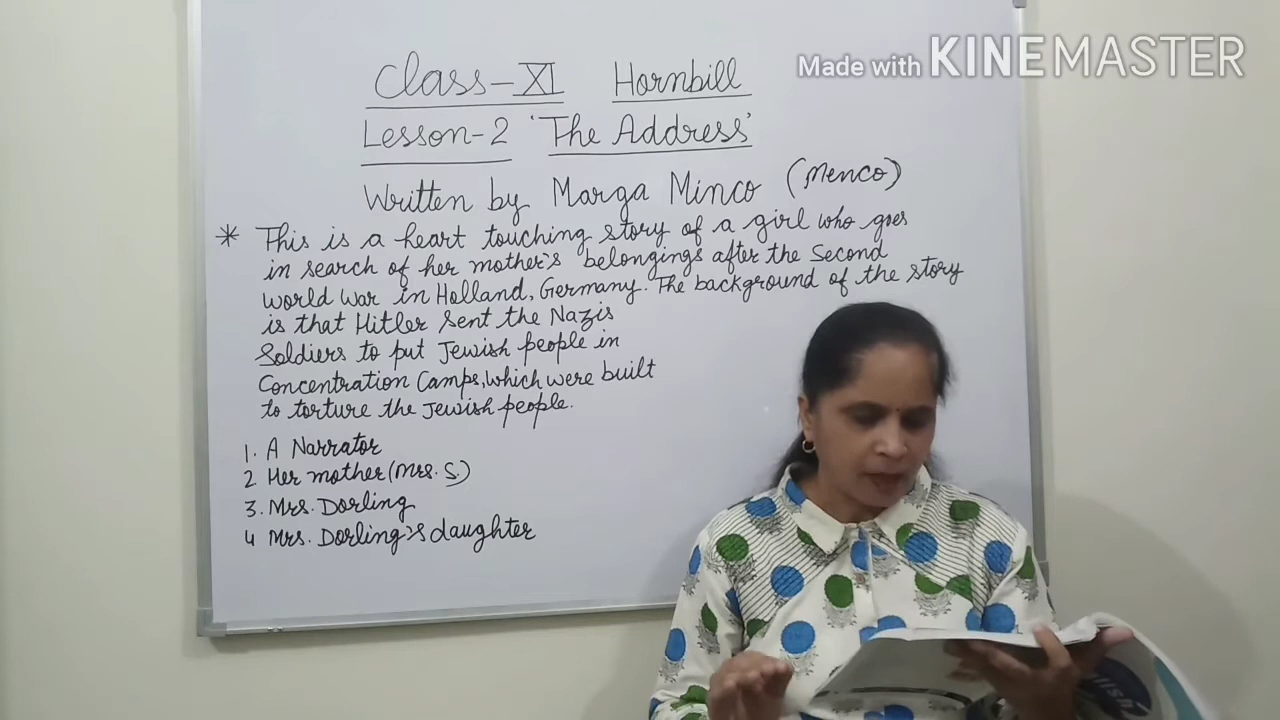 Made with KINEMASTER
Class-XI Hornbill
Lesson-2 'The Address'
Written by Marga Minco (Menco)
* This is a heart touching story of a girl who goes
in search of her mother's belongings after the Second
world war in Holland, Germany. The background of the story
is that Hitler sent the Nazis
Soldiers to put Jewish people in
Concentration Camps, which were built
to torture the Jewish people.
1. A Narrator
2 Her mother (Mrs. S.)
3. Mrs. Dorling
4 Mrs. Dorling's daughter